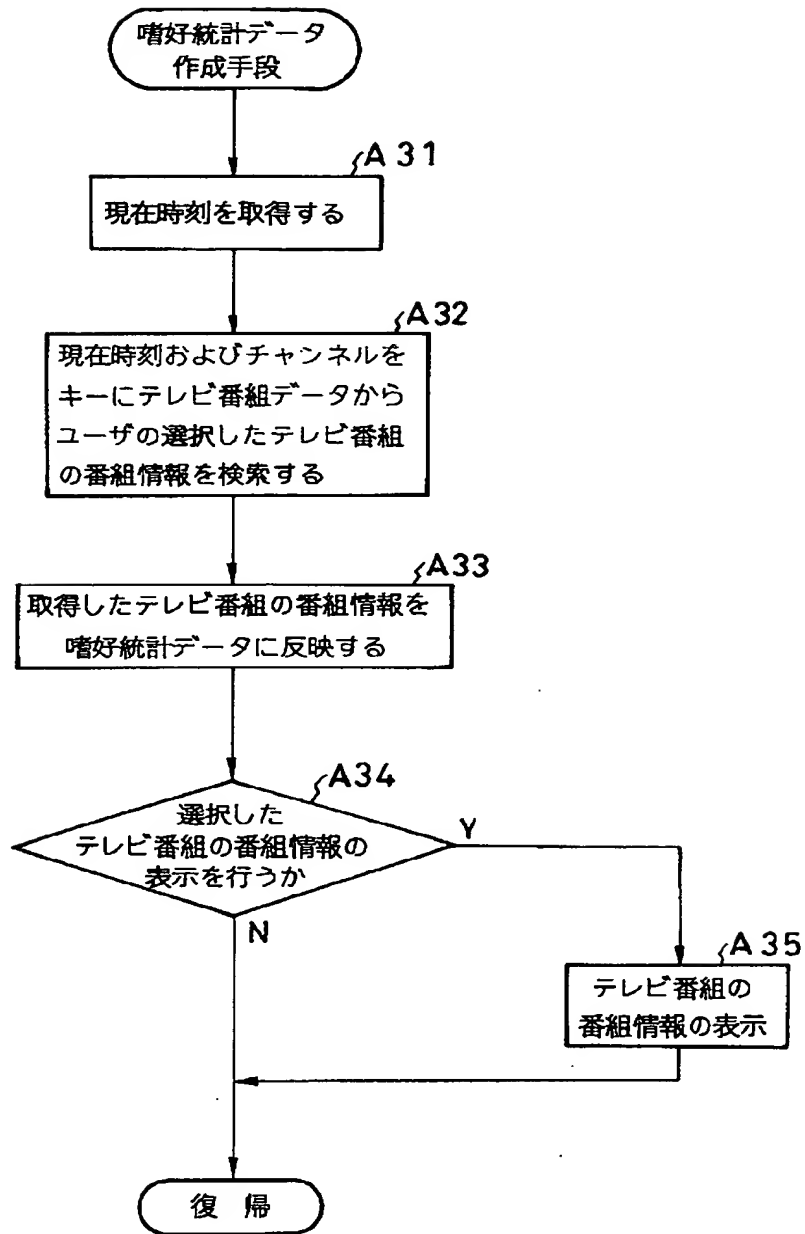 嗜好統計データ
作成手段
A31
現在時刻を取得する
A32
現在時刻およびチャンネルを
キーにテレビ番組データから
ユーザの選択したテレビ番組
の番組情報を検索する
A33
取得したテレビ番組の番組情報を
嗜好統計データに反映する
A34
選択した
テレビ番組の番組情報の
表示を行うか
Y
N
A35
テレビ番組の
番組情報の表示
復 帰